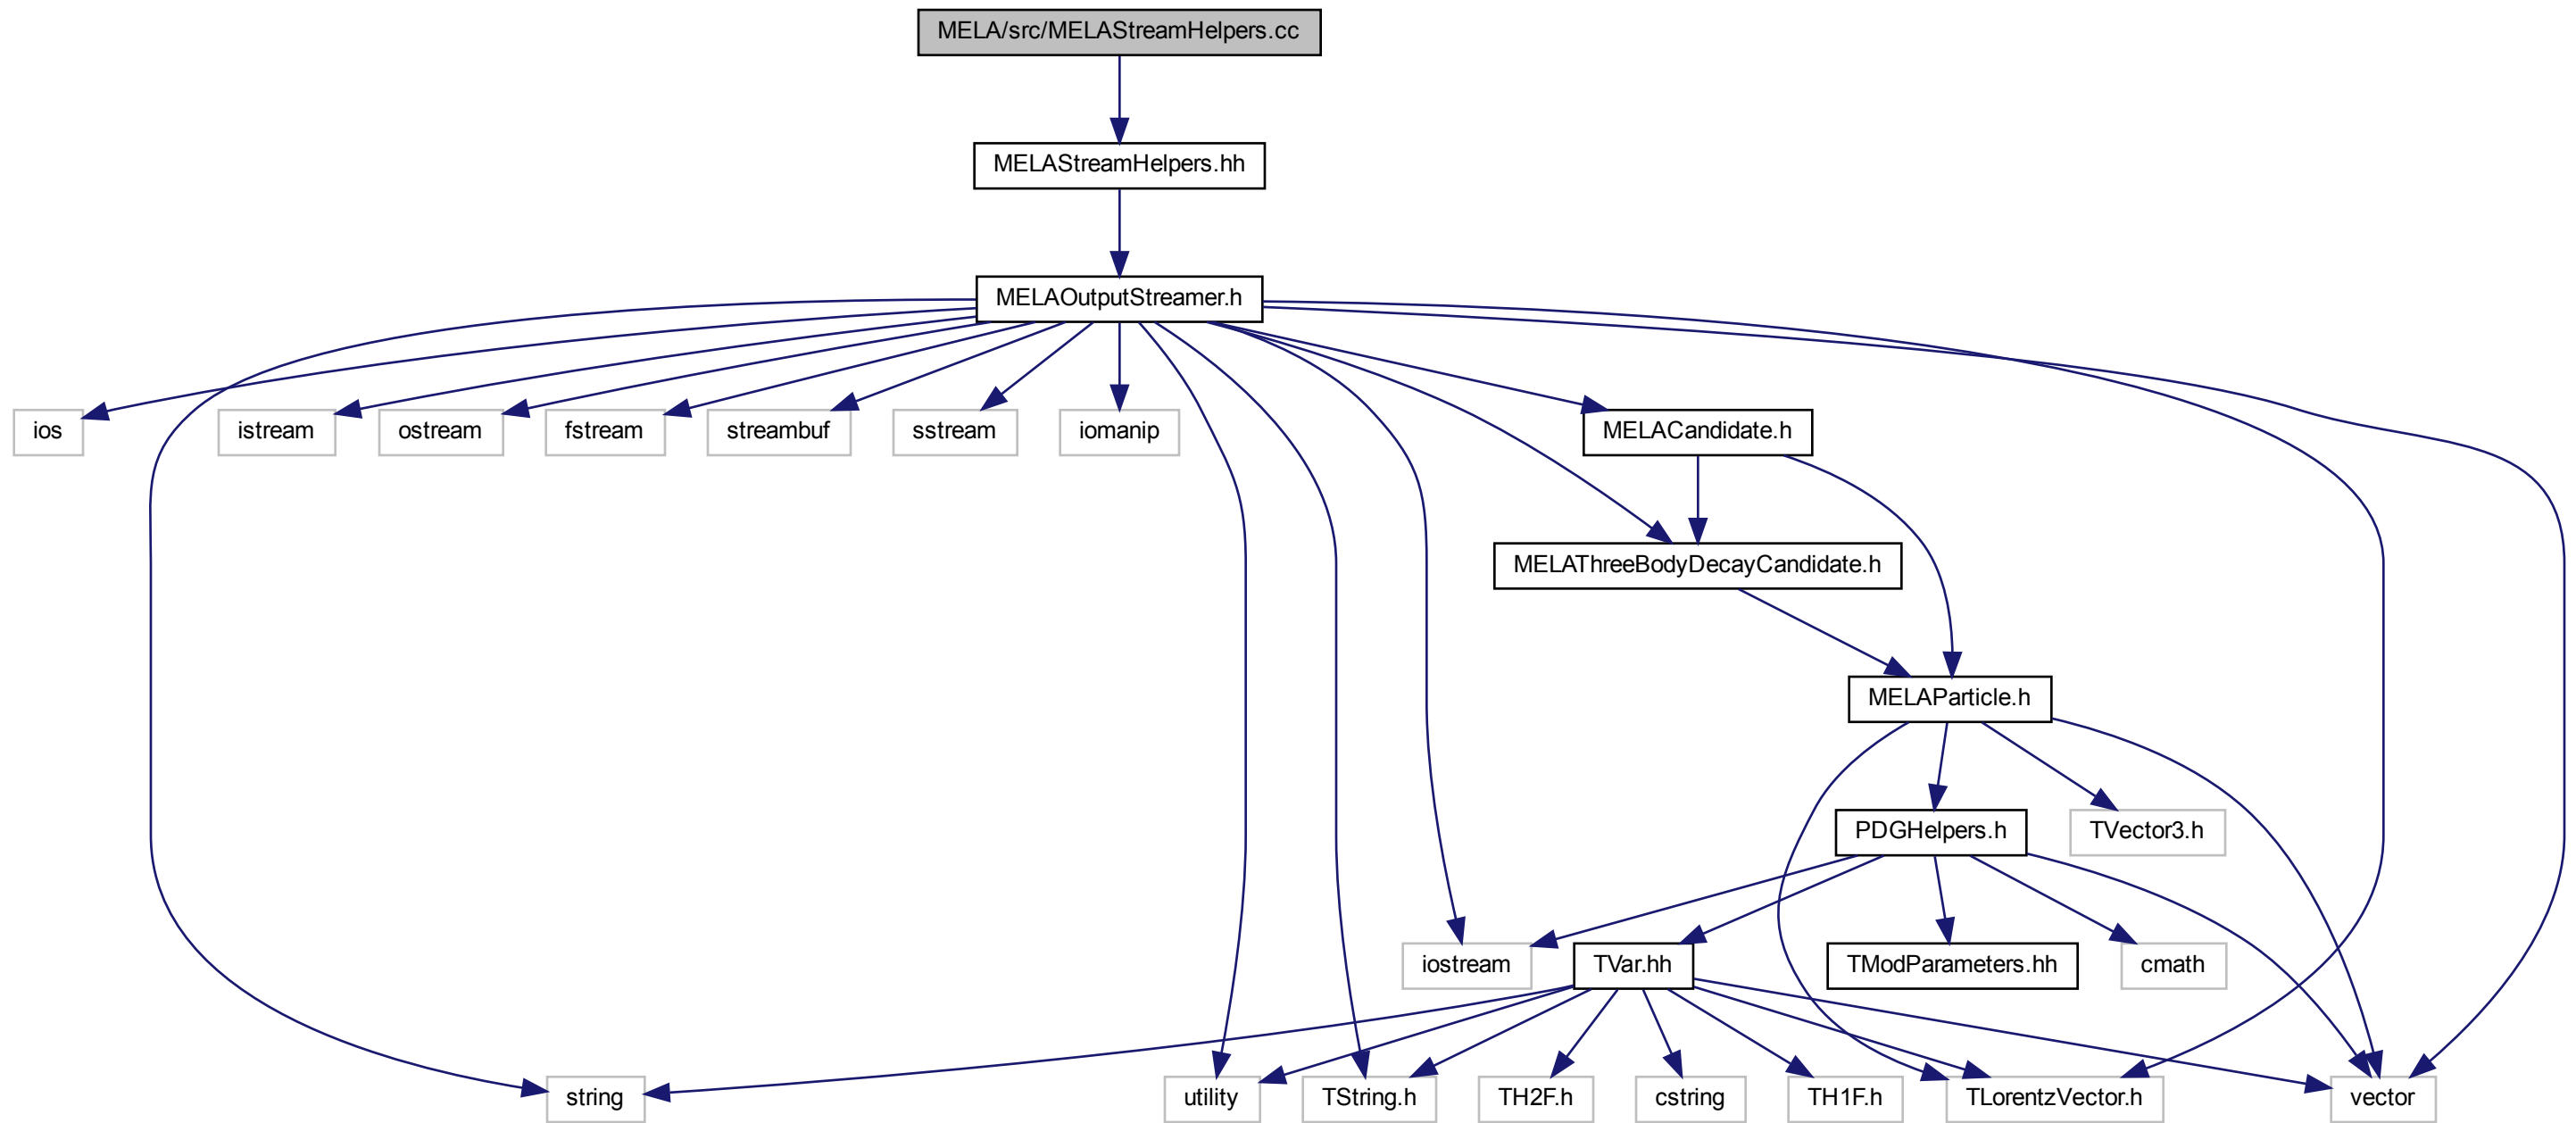 MELA/src/MELAStreamHelpers.cc
MELAStreamHelpers.hh
MELAOutputStreamer.h
ios
istream
ostream
fstream
streambuf
sstream
iomanip
MELACandidate.h
MELAThreeBodyDecayCandidate.h
MELAParticle.h
PDGHelpers.h
TVector3.h
iostream
TVar.hh
TModParameters.hh
cmath
string
utility
TString.h
TH2F.h
cstring
TH1F.h
TLorentzVector.h
vector